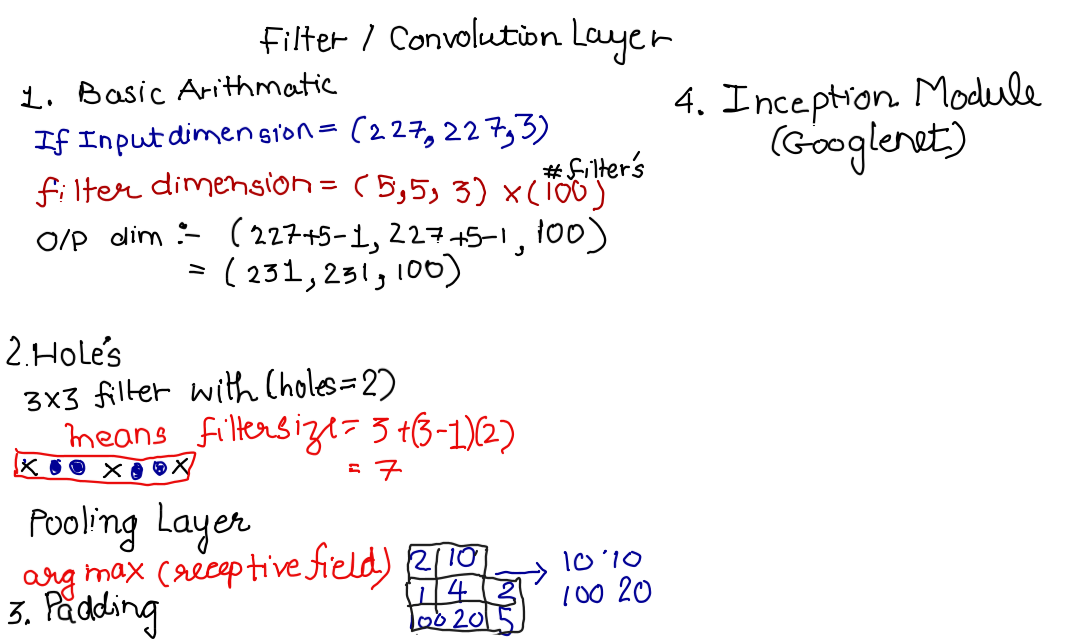 Filter / Convolution Layer
1. Basic Arithmatic
If Input dimension = (227, 227, 3)
filter dimension = (5, 5, 3) x (100)
# filter's
O/P dim :- (227+5-1, 227+5-1, 100)
= (231, 231, 100)
2. Hole's
3x3 filter with (holes=2)
means filter size = 3+(3-1)(2)
= 7
x x x
Pooling Layer
arg max (receptive field)
2 10
1 4 2
100 20 5
10 10
100 20
3. Padding
4. Inception Module
(Googlenet)